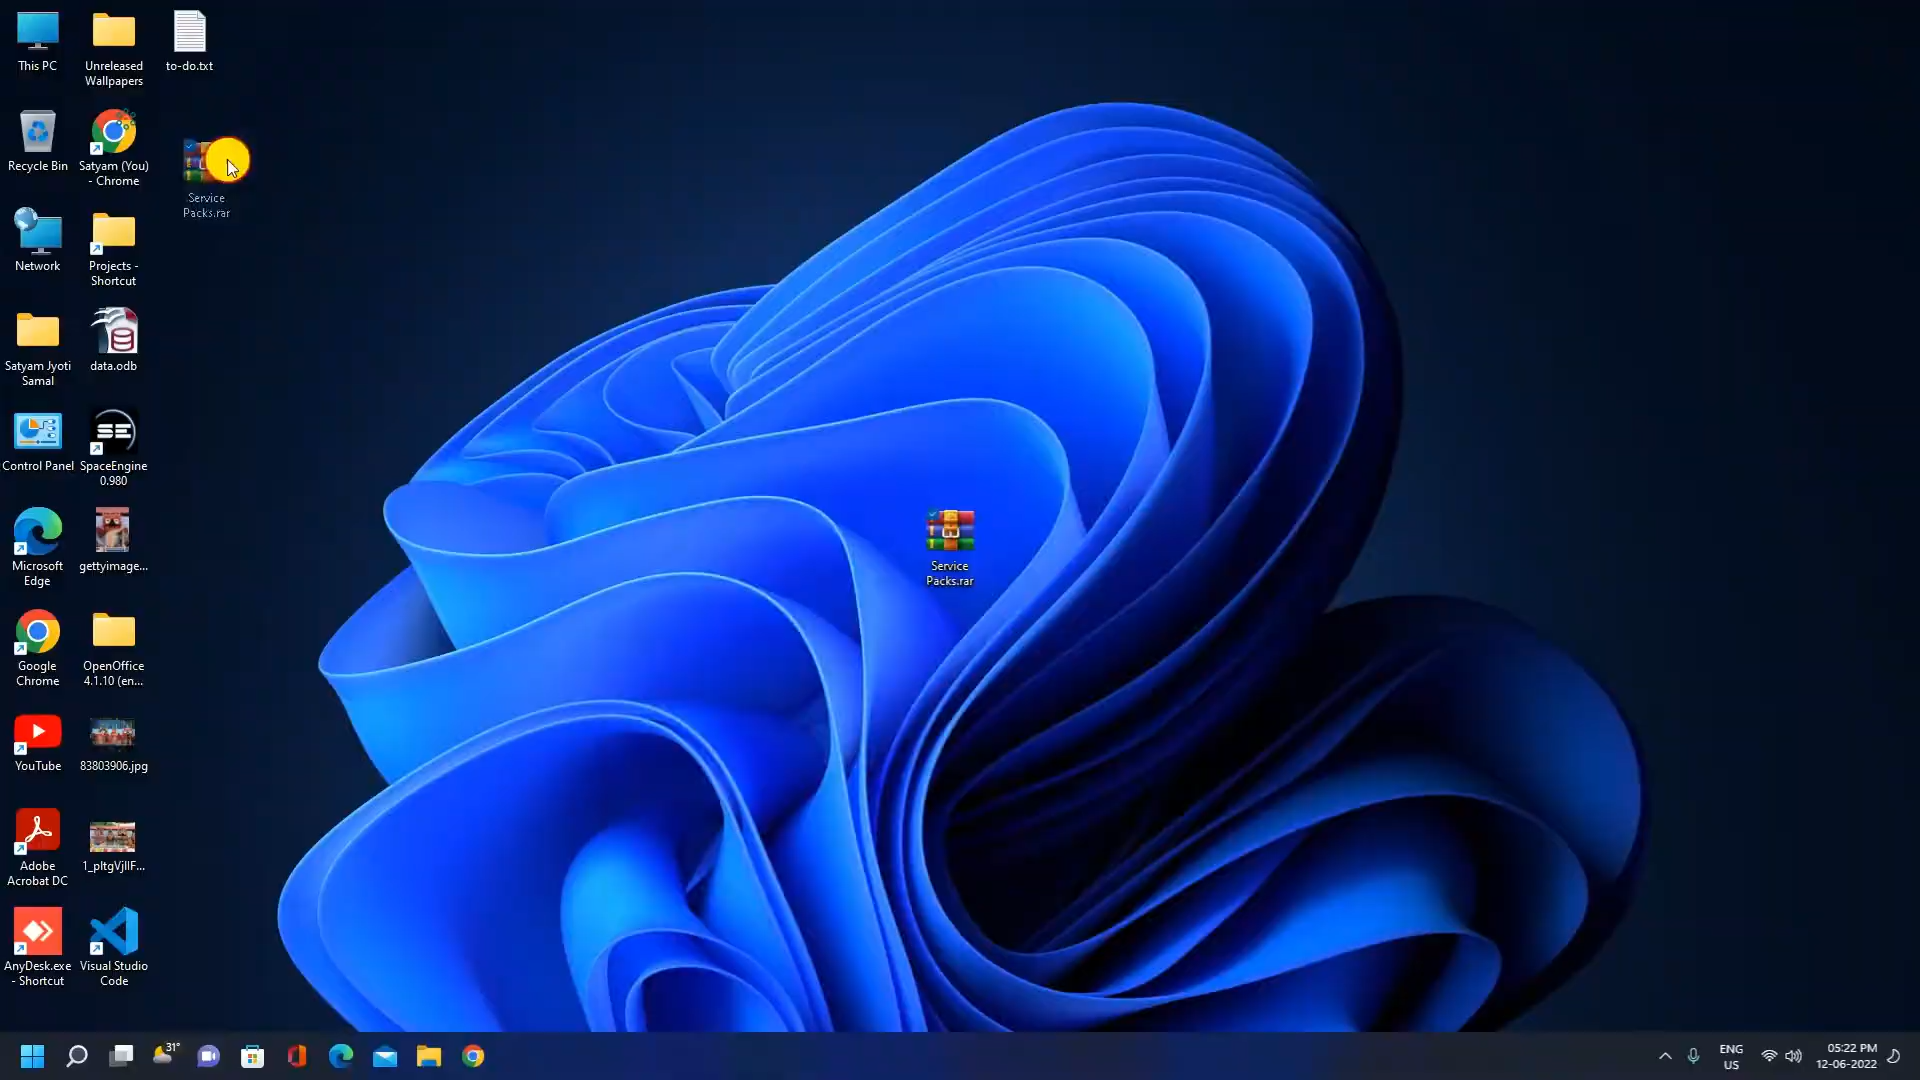 This PC
Unreleased
Wallpapers
to-do.txt
Recycle Bin
Satyam (You)
- Chrome
Service
Packs.rar
Network
Projects -
Shortcut
Satyam Jyoti
Samal
data.odb
Control Panel
SE
SpaceEngine
0.980
Microsoft
Edge
gettyimage...
Service
Packs.rar
Google
Chrome
OpenOffice
4.1.10 (en...
YouTube
83803906.jpg
Adobe
Acrobat DC
1_pltgVjlIF...
AnyDesk.exe
- Shortcut
Visual Studio
Code
31°
ENG
US
05:22 PM
12-06-2022